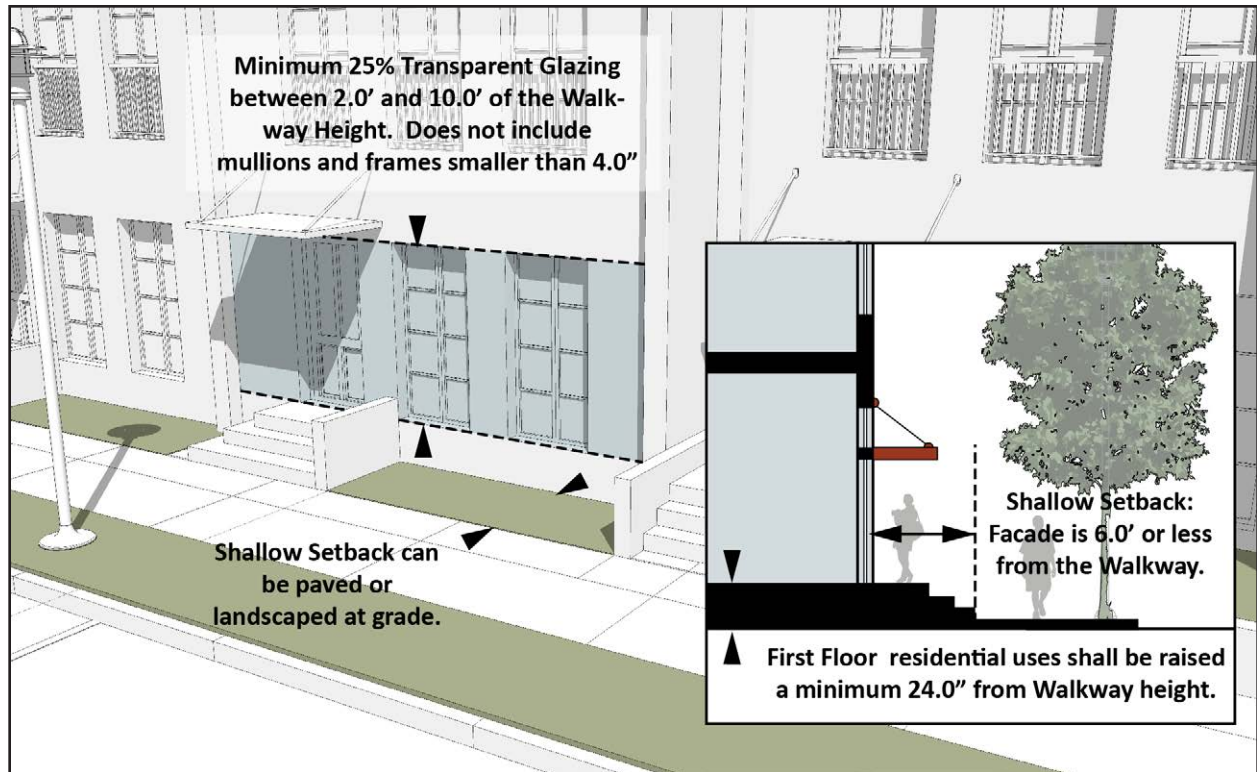 Minimum 25% Transparent Glazing
between 2.0’ and 10.0’ of the Walk-
way Height.  Does not include
mullions and frames smaller than 4.0”
Shallow Setback can
be paved or
landscaped at grade.
Shallow Setback:
Facade is 6.0’ or less
from the Walkway.
First Floor  residential uses shall be raised
a minimum 24.0” from Walkway height.